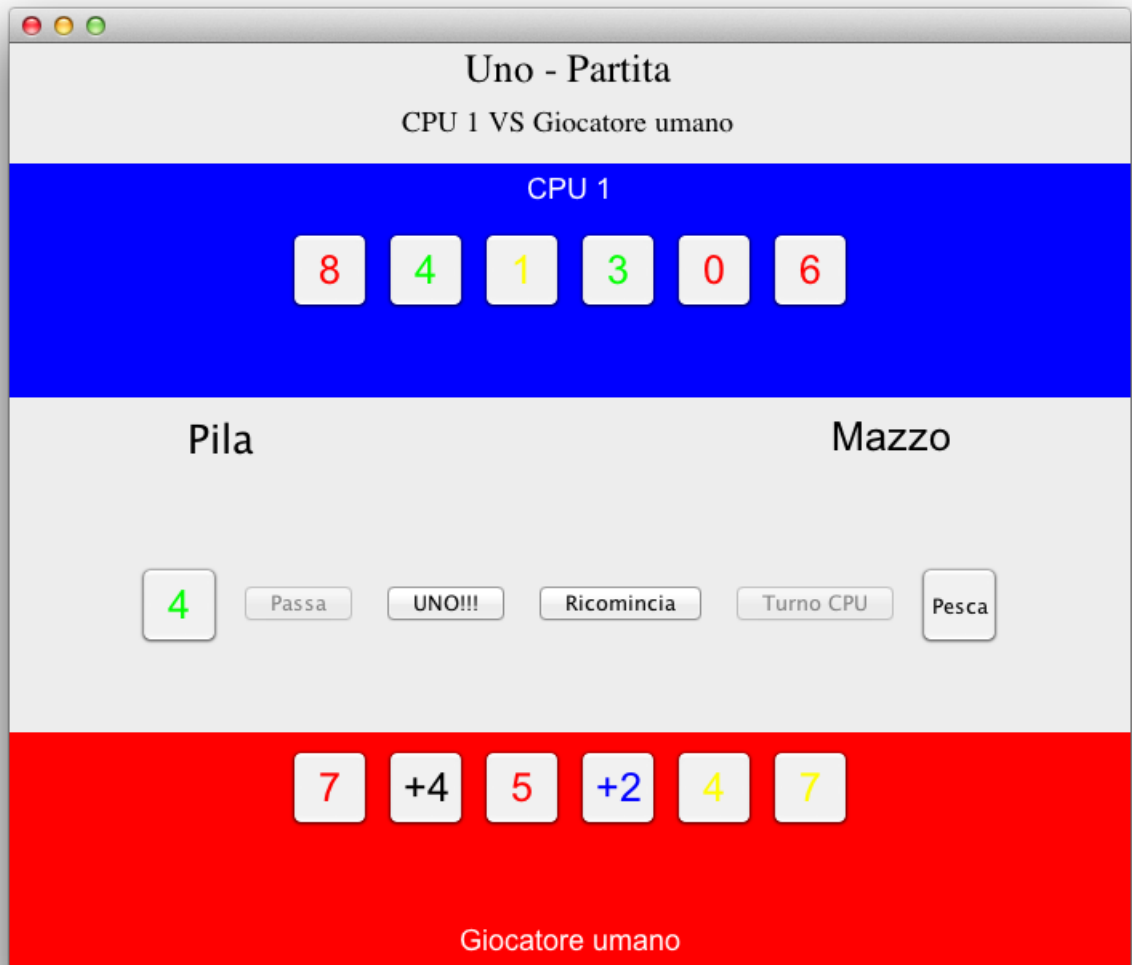 Uno - Partita
CPU 1 VS Giocatore umano
CPU 1
8 4 1 3 0 6
Pila Mazzo
4 Passa UNO!!! Ricomincia Turno CPU Pesca
7 +4 5 +2 4 7
Giocatore umano